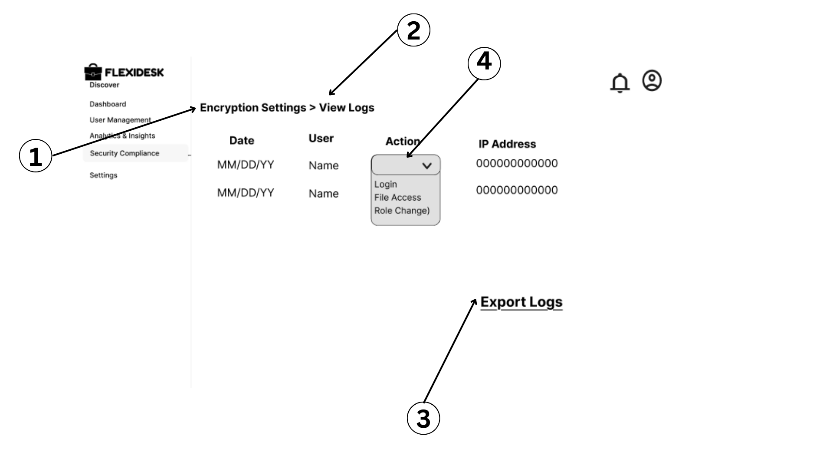 2
4
FLEXIDESK
Discover
Encryption Settings > View Logs
Dashboard
User Management
Analytics & Insights
Security Compliance
Settings
1
Date User Action IP Address
MM/DD/YY Name 000000000000
MM/DD/YY Name 000000000000
Login
File Access
Role Change)
Export Logs
3